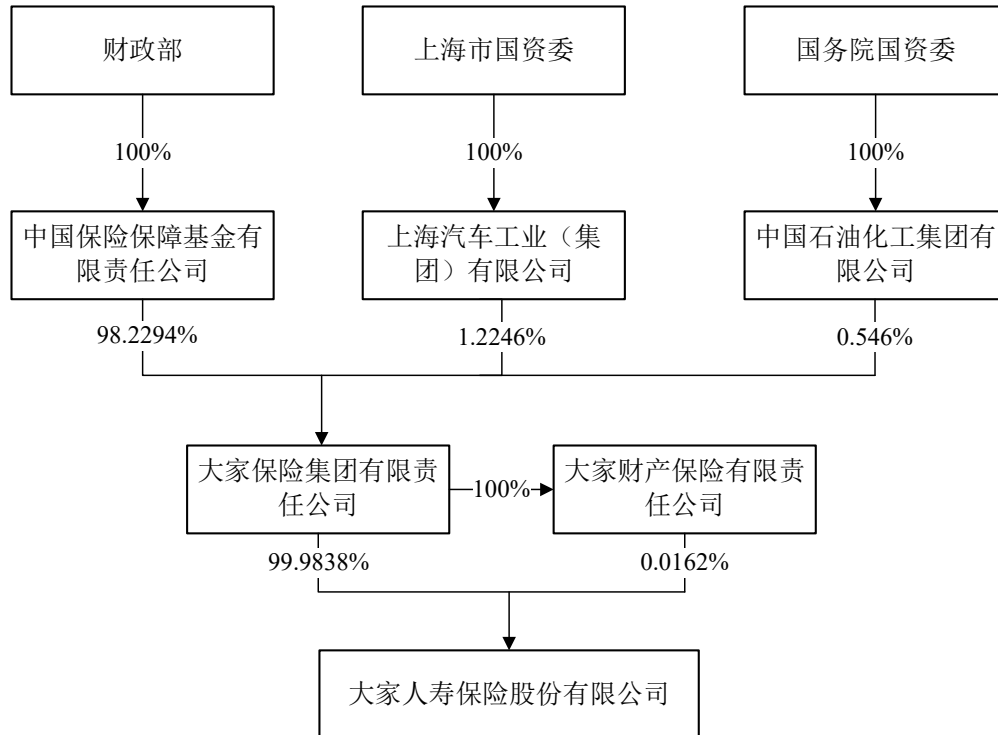 财政部
上海市国资委
国务院国资委
100%
100%
100%
中国保险保障基金有
限责任公司
上海汽车工业（集
团）有限公司
中国石油化工集团有
限公司
98.2294%
1.2246%
0.546%
大家保险集团有限责
任公司
100%
大家财产保险有限责
任公司
99.9838%
0.0162%
大家人寿保险股份有限公司